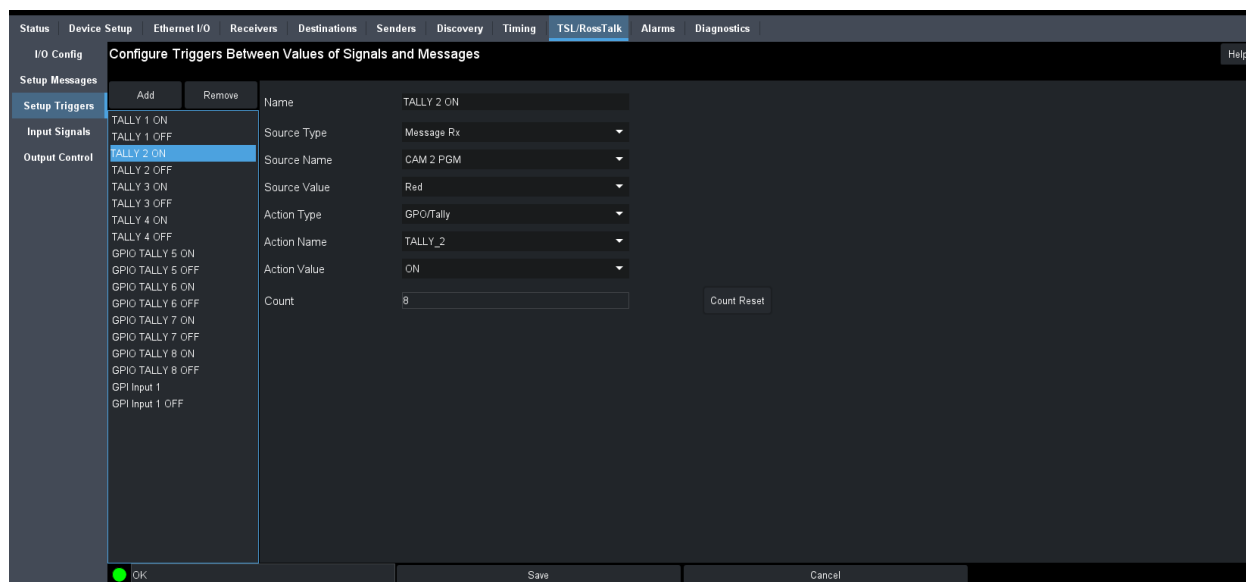 Status Device Setup Ethernet I/O Receivers Destinations Senders Discovery Timing TSL/RossTalk Alarms Diagnostics
I/O Config
Setup Messages
Setup Triggers
Input Signals
Output Control
Configure Triggers Between Values of Signals and Messages
Help
Add Remove
TALLY 1 ON
TALLY 1 OFF
TALLY 2 ON
TALLY 2 OFF
TALLY 3 ON
TALLY 3 OFF
TALLY 4 ON
TALLY 4 OFF
GPIO TALLY 5 ON
GPIO TALLY 5 OFF
GPIO TALLY 6 ON
GPIO TALLY 6 OFF
GPIO TALLY 7 ON
GPIO TALLY 7 OFF
GPIO TALLY 8 ON
GPIO TALLY 8 OFF
GPI Input 1
GPI Input 1 OFF
Name TALLY 2 ON
Source Type Message Rx
Source Name CAM 2 PGM
Source Value Red
Action Type GPO/Tally
Action Name TALLY_2
Action Value ON
Count 8 Count Reset
OK Save Cancel